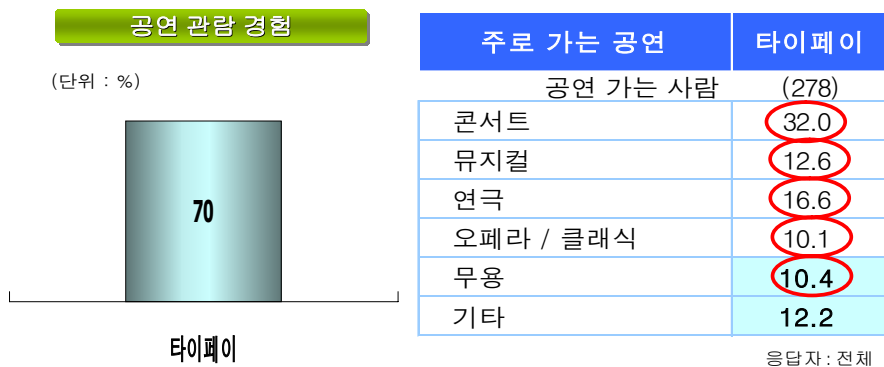 공연 관람 경험
(단위 : %)
70
타이페이
주로 가는 공연 타이페이
공연 가는 사람 (278)
콘서트 32.0
뮤지컬 12.6
연극 16.6
오페라 / 클래식 10.1
무용 10.4
기타 12.2
응답자 : 전체